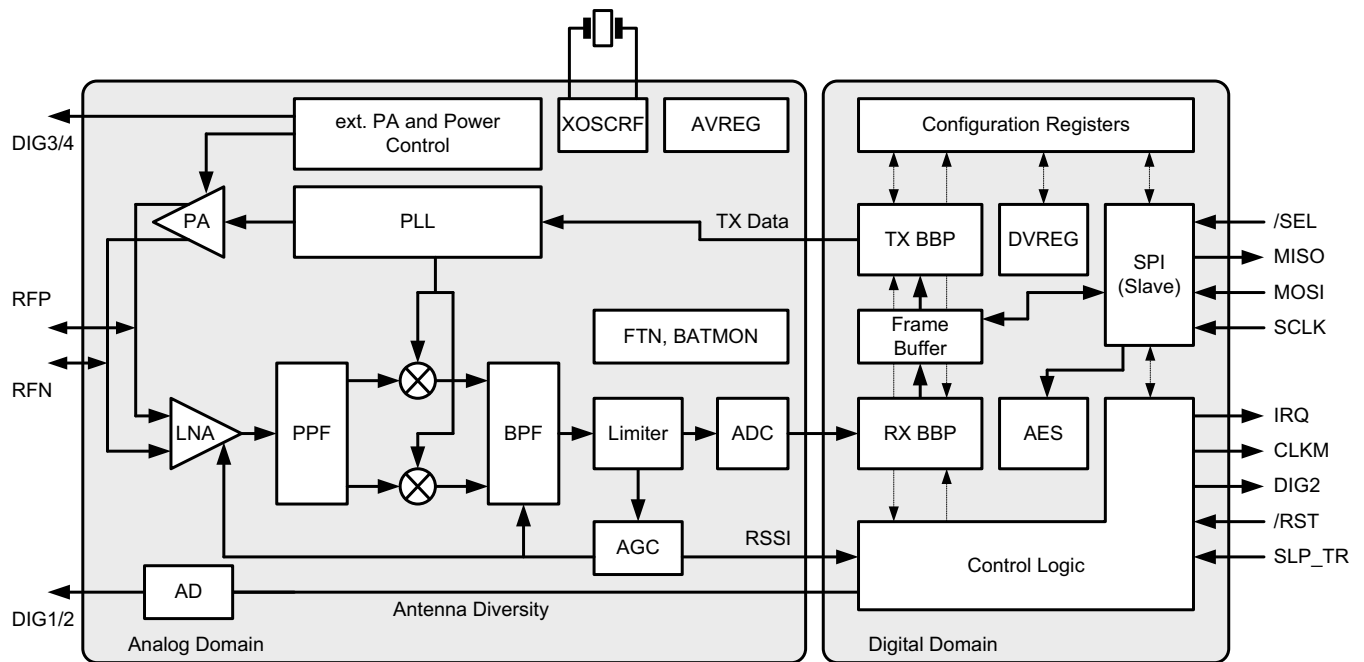 ext. PA and Power
Control
XOSCRF
AVREG
Configuration Registers
DIG3/4
PA
PLL
TX Data
TX BBP
DVREG
SPI
(Slave)
/SEL
MISO
MOSI
SCLK
RFP
RFN
FTN, BATMON
Frame
Buffer
LNA
PPF
BPF
Limiter
ADC
RX BBP
AES
IRQ
CLKM
DIG2
/RST
SLP_TR
AGC
RSSI
Control Logic
AD
DIG1/2
Antenna Diversity
Analog Domain
Digital Domain